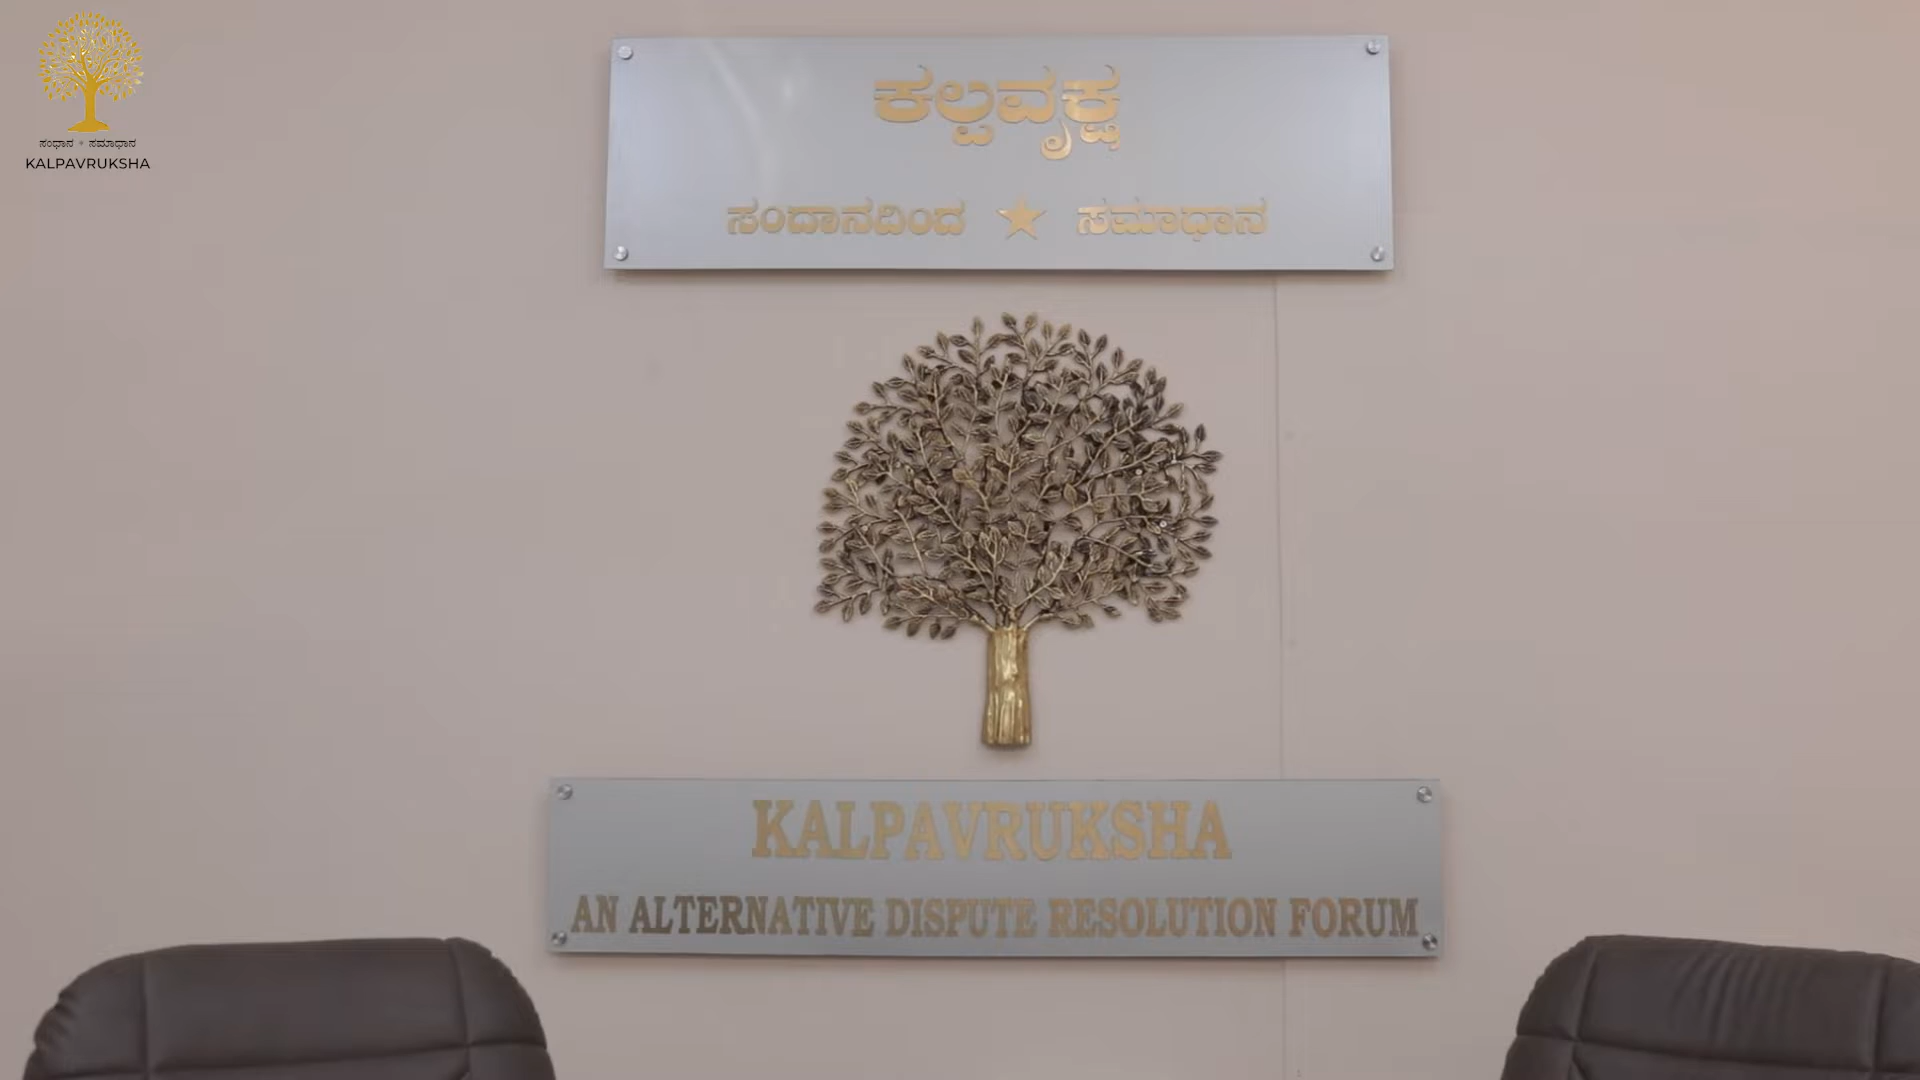 ಸಂಧಾನ * ಸಮಾಧಾನ
KALPAVRUKSHA
ಕಲ್ಪವೃಕ್ಷ
ಸಂದಾನದಿಂದ ★ ಸಮಾಧಾನ
KALPAVRUKSHA
AN ALTERNATIVE DISPUTE RESOLUTION FORUM